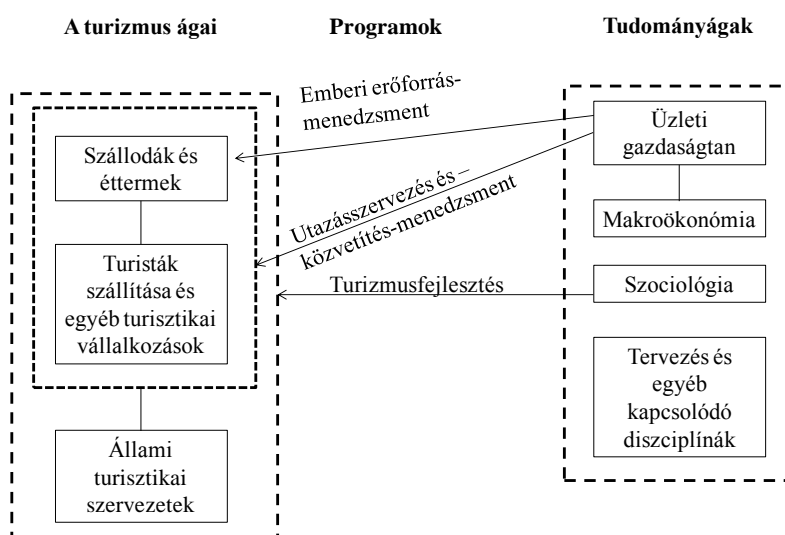 A turizmus ágai
Programok
Tudományágak
Szállodák és
éttermek
Turisták
szállítása és
egyéb turisztikai
vállalkozások
Állami
turisztikai
szervezetek
Emberi erőforrás-
menedzsment
Utazásszervezés és –
közvetítés-menedzsment
Turizmusfejlesztés
Üzleti
gazdaságtan
Makroökonómia
Szociológia
Tervezés és
egyéb
kapcsolódó
diszciplínák